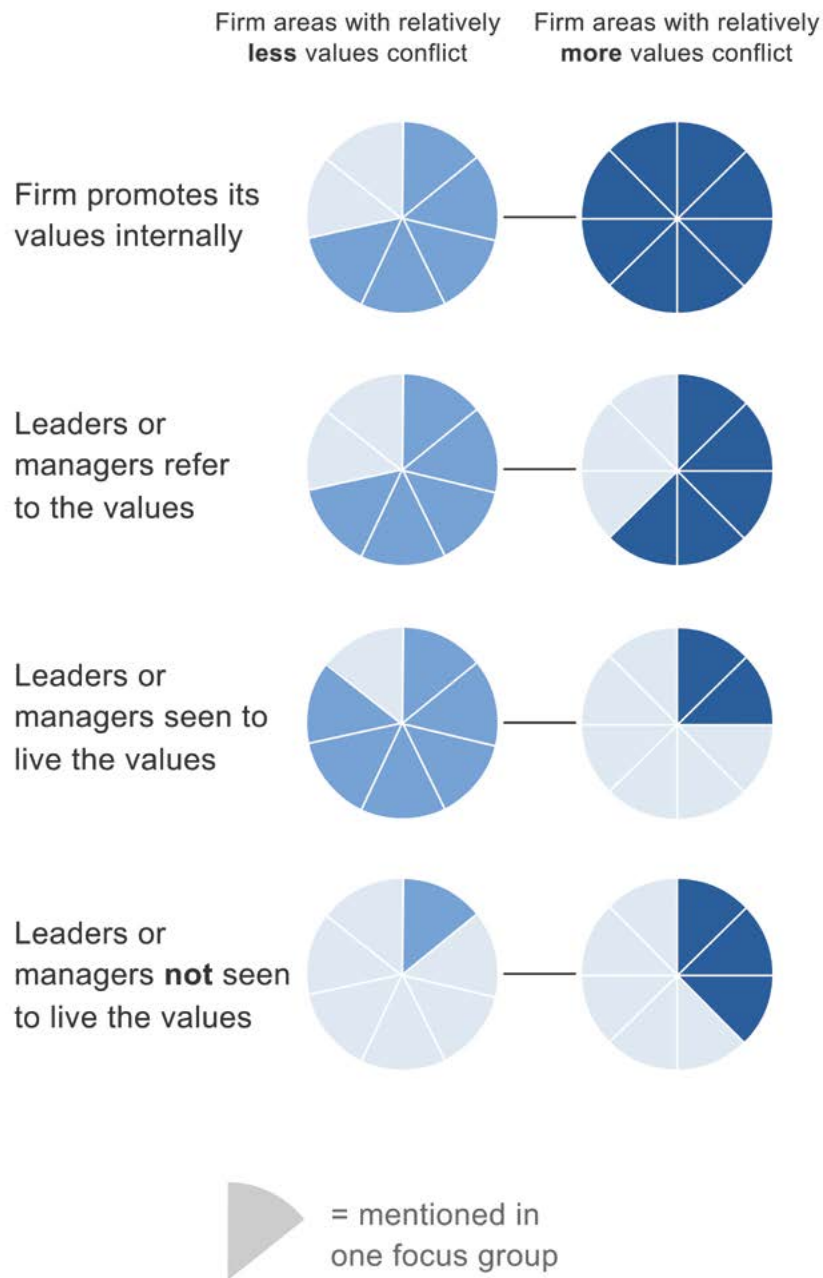 Firm areas with relatively
less values conflict
Firm areas with relatively
more values conflict
Firm promotes its
values internally
Leaders or
managers refer
to the values
Leaders or
managers seen to
live the values
Leaders or
managers not seen
to live the values
= mentioned in
one focus group